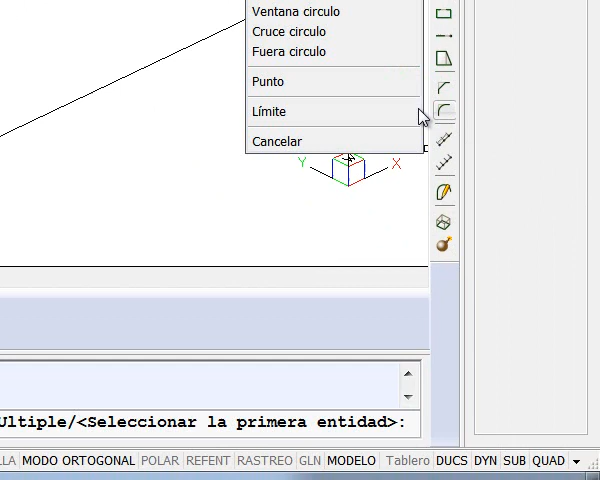 Ventana circulo
Cruce circulo
Fuera circulo
Punto
Límite
Cancelar
Y X
Ultiple/<Seleccionar la primera entidad>:
MODO ORTOGONAL POLAR REFENT RASTREO GLN MODELO Tablero DUCS DYN SUB QUAD